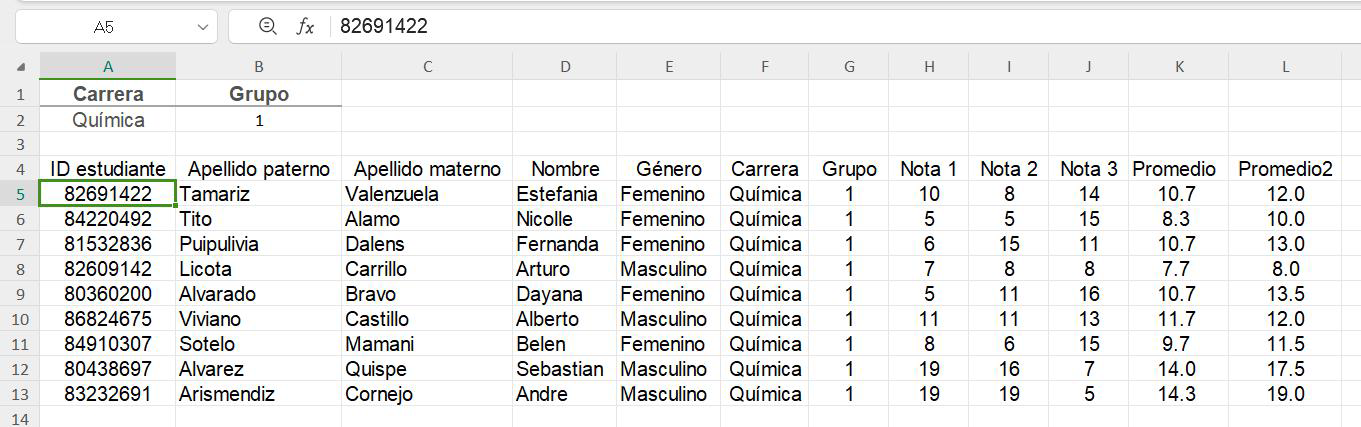 A5 fx 82691422
A B C D E F G H I J K L
1 Carrera Grupo
2 Química 1
3
4 ID estudiante Apellido paterno Apellido materno Nombre Género Carrera Grupo Nota 1 Nota 2 Nota 3 Promedio Promedio2
5 82691422 Tamariz Valenzuela Estefania Femenino Química 1 10 8 14 10.7 12.0
6 84220492 Tito Alamo Nicolle Femenino Química 1 5 5 15 8.3 10.0
7 81532836 Puipulivia Dalens Fernanda Femenino Química 1 6 15 11 10.7 13.0
8 82609142 Licota Carrillo Arturo Masculino Química 1 7 8 8 7.7 8.0
9 80360200 Alvarado Bravo Dayana Femenino Química 1 5 11 16 10.7 13.5
10 86824675 Viviano Castillo Alberto Masculino Química 1 11 11 13 11.7 12.0
11 84910307 Sotelo Mamani Belen Femenino Química 1 8 6 15 9.7 11.5
12 80438697 Alvarez Quispe Sebastian Masculino Química 1 19 16 7 14.0 17.5
13 83232691 Arismendiz Cornejo Andre Masculino Química 1 19 19 5 14.3 19.0
14